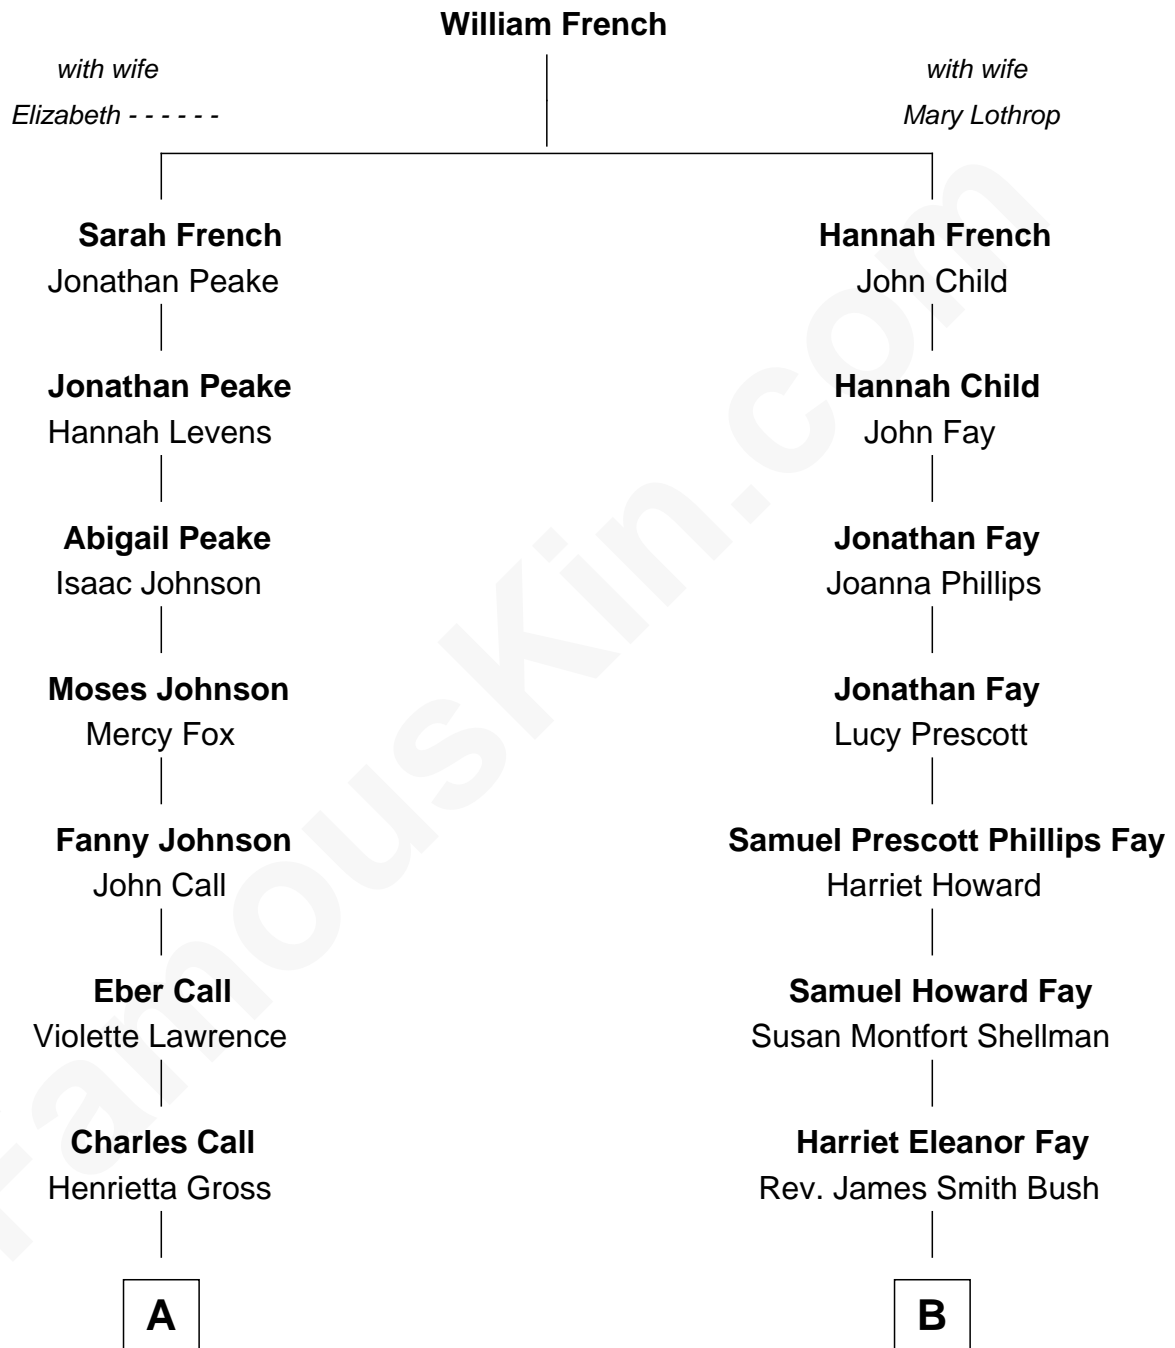 William French
with wife
with wife
Elizabeth - - - - - -
Mary Lothrop
Sarah French
Hannah French
Jonathan Peake
John Child
Jonathan Peake
Hannah Child
Hannah Levens
John Fay
Abigail Peake
Jonathan Fay
Isaac Johnson
Joanna Phillips
Moses Johnson
Jonathan Fay
Mercy Fox
Lucy Prescott
Fanny Johnson
Samuel Prescott Phillips Fay
John Call
Harriet Howard
Eber Call
Samuel Howard Fay
Violette Lawrence
Susan Montfort Shellman
Charles Call
Harriet Eleanor Fay
Henrietta Gross
Rev. James Smith Bush
A
B
FamousKin.com